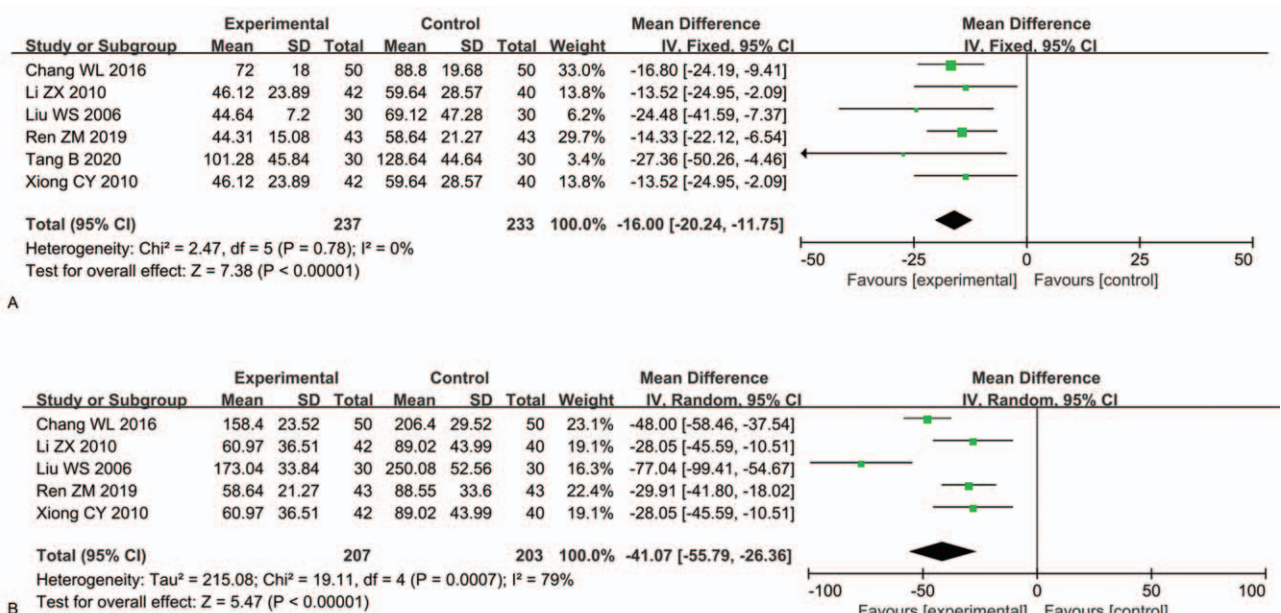 Experimental Control Mean Difference Mean Difference
Study or Subgroup Mean SD Total Mean SD Total Weight IV, Fixed, 95% CI IV, Fixed, 95% CI
Chang WL 2016 72 18 50 88.8 19.68 50 33.0% -16.80 [-24.19, -9.41]
Li ZX 2010 46.12 23.89 42 59.64 28.57 40 13.8% -13.52 [-24.95, -2.09]
Liu WS 2006 44.64 7.2 30 69.12 47.28 30 6.2% -24.48 [-41.59, -7.37]
Ren ZM 2019 44.31 15.08 43 58.64 21.27 43 29.7% -14.33 [-22.12, -6.54]
Tang B 2020 101.28 45.84 30 128.64 44.64 30 3.4% -27.36 [-50.26, -4.46]
Xiong CY 2010 46.12 23.89 42 59.64 28.57 40 13.8% -13.52 [-24.95, -2.09]
Total (95% CI) 237 233 100.0% -16.00 [-20.24, -11.75]
Heterogeneity: Chi² = 2.47, df = 5 (P = 0.78); I² = 0%
Test for overall effect: Z = 7.38 (P < 0.00001)
-50 -25 0 25 50
Favours [experimental] Favours [control]
A
Experimental Control Mean Difference Mean Difference
Study or Subgroup Mean SD Total Mean SD Total Weight IV, Random, 95% CI IV, Random, 95% CI
Chang WL 2016 158.4 23.52 50 206.4 29.52 50 23.1% -48.00 [-58.46, -37.54]
Li ZX 2010 60.97 36.51 42 89.02 43.99 40 19.1% -28.05 [-45.59, -10.51]
Liu WS 2006 173.04 33.84 30 250.08 52.56 30 16.3% -77.04 [-99.41, -54.67]
Ren ZM 2019 58.64 21.27 43 88.55 33.6 43 22.4% -29.91 [-41.80, -18.02]
Xiong CY 2010 60.97 36.51 42 89.02 43.99 40 19.1% -28.05 [-45.59, -10.51]
Total (95% CI) 207 203 100.0% -41.07 [-55.79, -26.36]
Heterogeneity: Tau² = 215.08; Chi² = 19.11, df = 4 (P = 0.0007); I² = 79%
Test for overall effect: Z = 5.47 (P < 0.00001)
-100 -50 0 50 100
Favours [experimental] Favours [control]
B